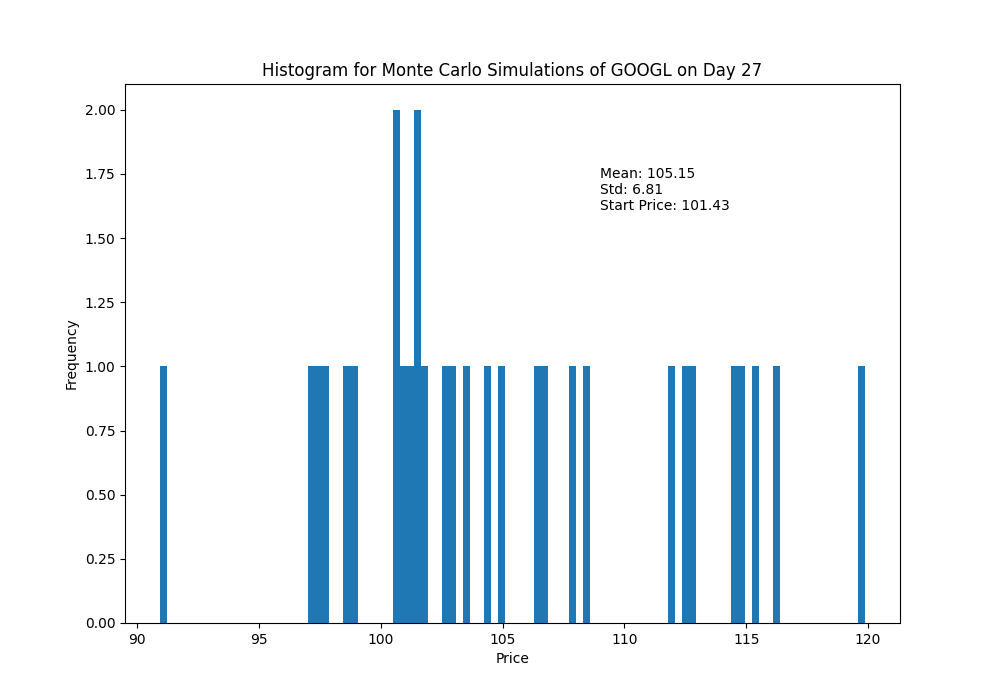 Histogram for Monte Carlo Simulations of GOOGL on Day 27
2.00
1.75
1.50
1.25
1.00
0.75
0.50
0.25
0.00
Frequency
Mean: 105.15
Std: 6.81
Start Price: 101.43
90 95 100 105 110 115 120
Price